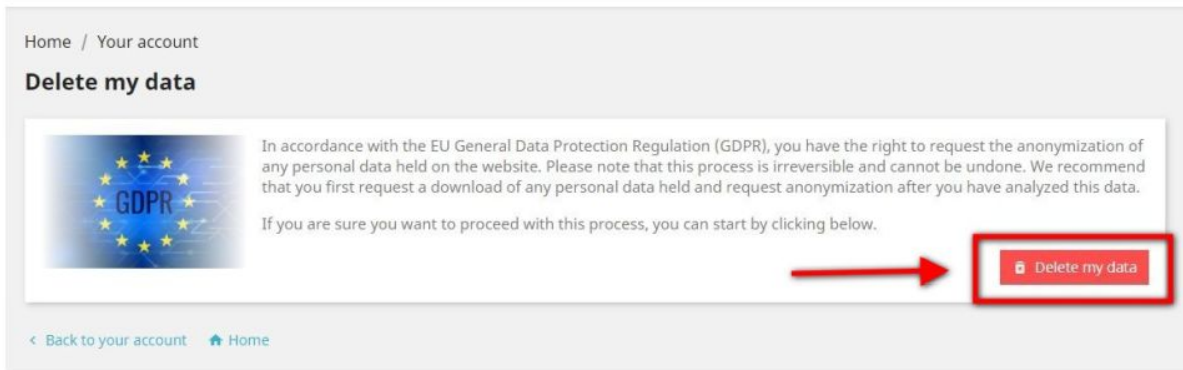 Home / Your account
Delete my data
In accordance with the EU General Data Protection Regulation (GDPR), you have the right to request the anonymization of
any personal data held on the website. Please note that this process is irreversible and cannot be undone. We recommend
that you first request a download of any personal data held and request anonymization after you have analyzed this data.
GDPR
If you are sure you want to proceed with this process, you can start by clicking below.
Delete my data
< Back to your account Home